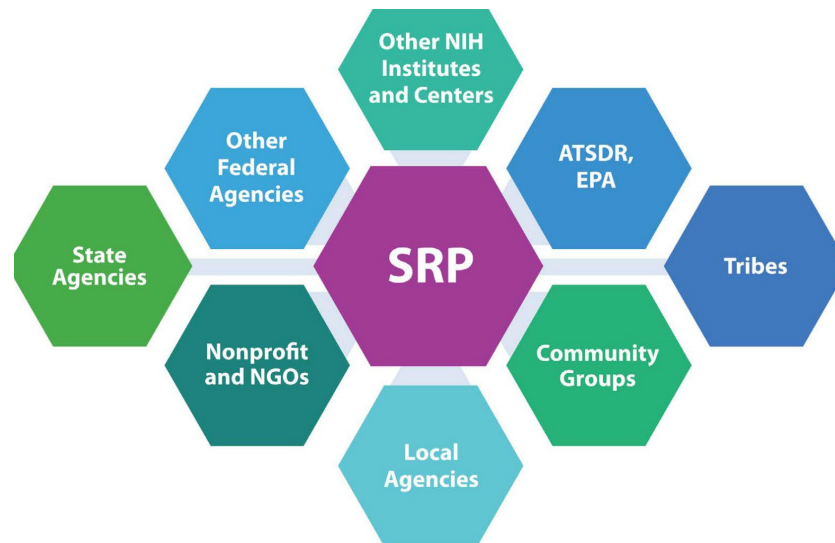 Other NIH
Institutes
and Centers
Other
Federal
Agencies
ATSDR,
EPA
State
Agencies
SRP
Tribes
Nonprofit
and NGOs
Community
Groups
Local
Agencies